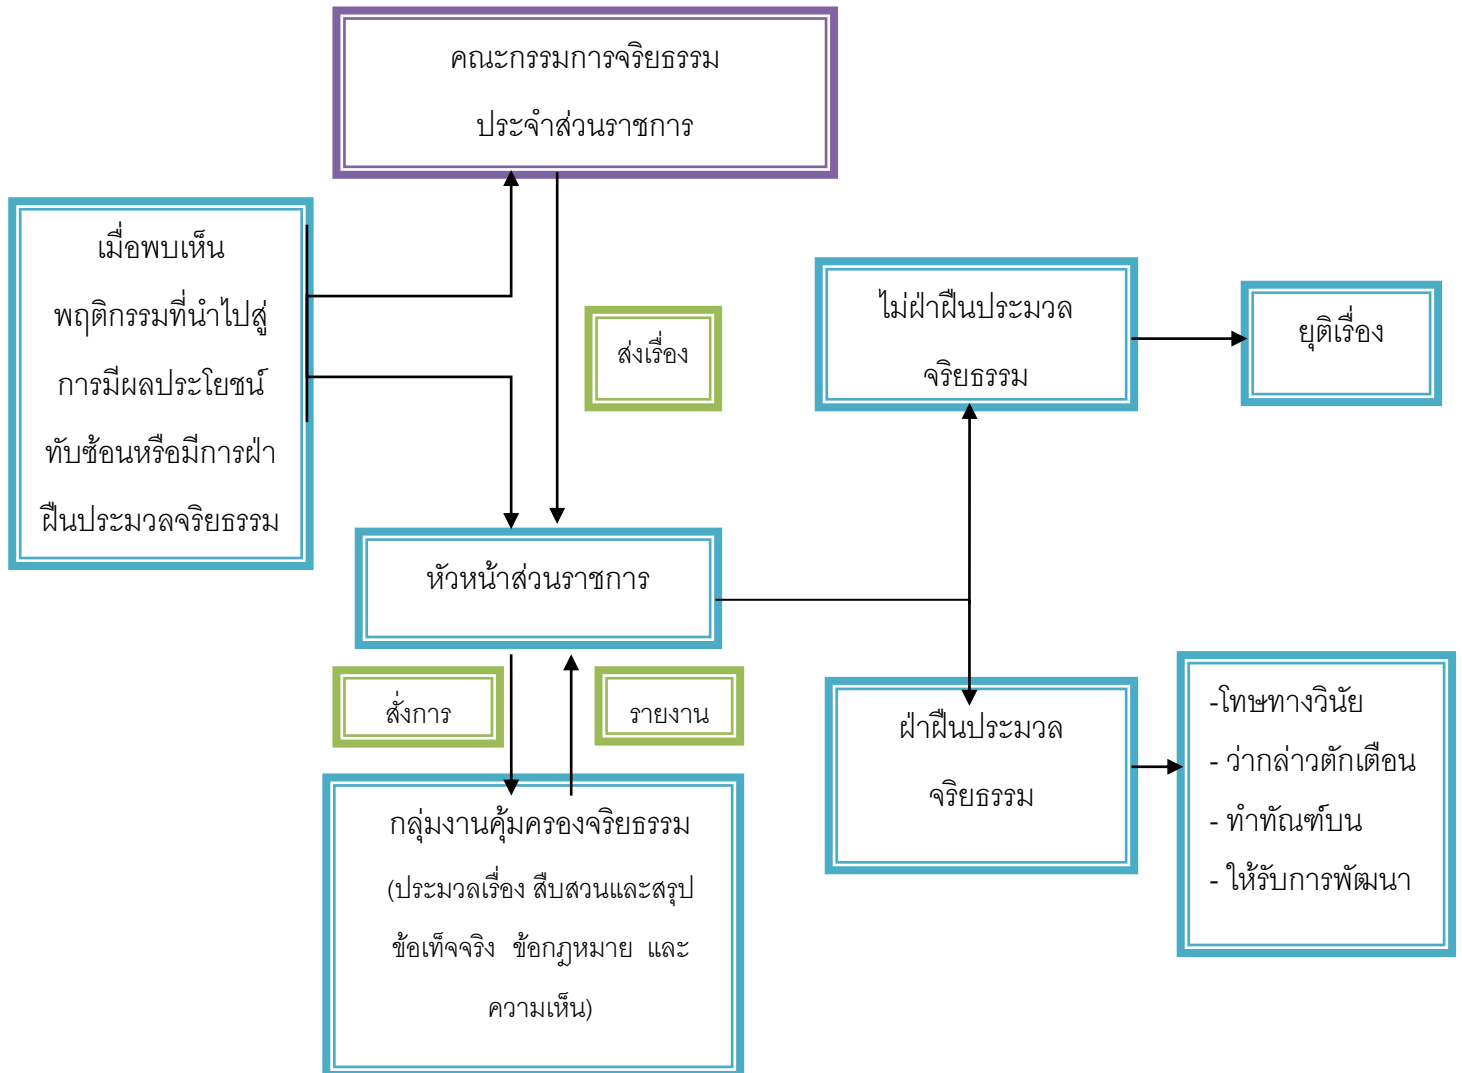 คณะกรรมการจริยธรรม
ประจำส่วนราชการ
เมื่อพบเห็น
พฤติกรรมที่นำไปสู่
การมีผลประโยชน์
ทับซ้อนหรือมีการฝ่า
ฝืนประมวลจริยธรรม
ส่งเรื่อง
ไม่ฝ่าฝืนประมวล
จริยธรรม
ยุติเรื่อง
หัวหน้าส่วนราชการ
สั่งการ
รายงาน
ฝ่าฝืนประมวล
จริยธรรม
-โทษทางวินัย
- ว่ากล่าวตักเตือน
- ทำทัณฑ์บน
- ให้รับการพัฒนา
กลุ่มงานคุ้มครองจริยธรรม
(ประมวลเรื่อง สืบสวนและสรุป
ข้อเท็จจริง ข้อกฎหมาย และ
ความเห็น)